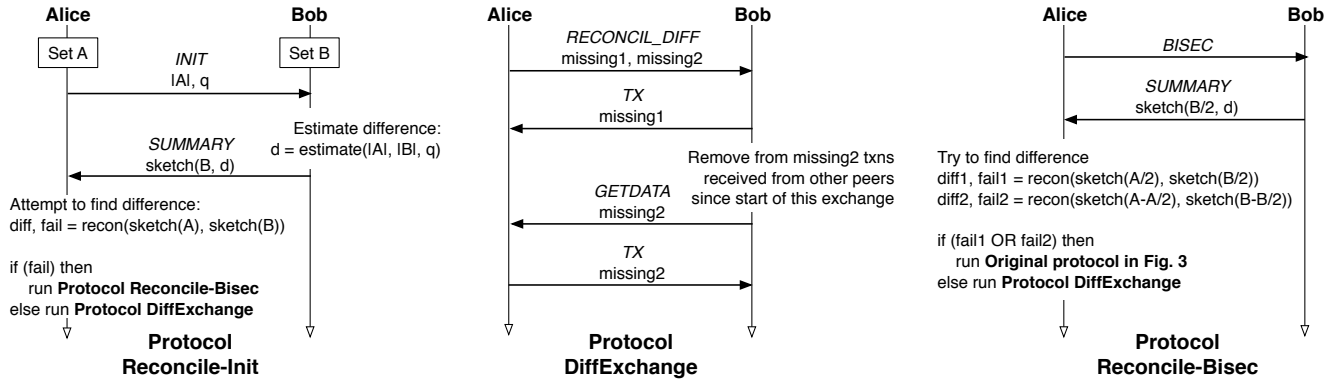 Alice
Bob
Set A
Set B
INIT
|A|, q
Estimate difference:
d = estimate(|A|, |B|, q)
SUMMARY
sketch(B, d)
Attempt to find difference:
diff, fail = recon(sketch(A), sketch(B))
if (fail) then
run Protocol Reconcile-Bisec
else run Protocol DiffExchange
Protocol
Reconcile-Init
Alice
Bob
RECONCIL_DIFF
missing1, missing2
TX
missing1
Remove from missing2 txns
received from other peers
since start of this exchange
GETDATA
missing2
TX
missing2
Protocol
DiffExchange
Alice
Bob
BISEC
SUMMARY
sketch(B/2, d)
Try to find difference
diff1, fail1 = recon(sketch(A/2), sketch(B/2))
diff2, fail2 = recon(sketch(A-A/2), sketch(B-B/2))
if (fail1 OR fail2) then
run Original protocol in Fig. 3
else run Protocol DiffExchange
Protocol
Reconcile-Bisec